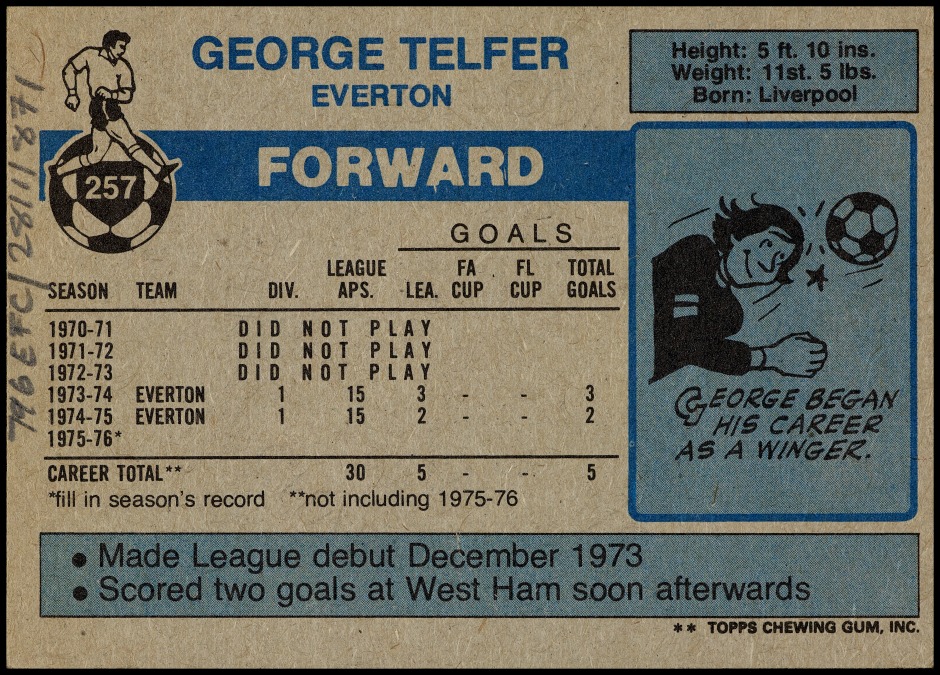 GEORGE TELFER
EVERTON
Height: 5 ft. 10 ins.
Weight: 11st. 5 lbs.
Born: Liverpool
257
FORWARD
GOALS
SEASON TEAM DIV. LEAGUE APS. LEA. FA CUP FL CUP TOTAL GOALS
1970-71 DID NOT PLAY
1971-72 DID NOT PLAY
1972-73 DID NOT PLAY
1973-74 EVERTON 1 15 3 - - 3
1974-75 EVERTON 1 15 2 - - 2
1975-76*
CAREER TOTAL** 30 5 - - 5
*fill in season's record **not including 1975-76
GEORGE BEGAN
HIS CAREER
AS A WINGER.
• Made League debut December 1973
• Scored two goals at West Ham soon afterwards
** TOPPS CHEWING GUM, INC.